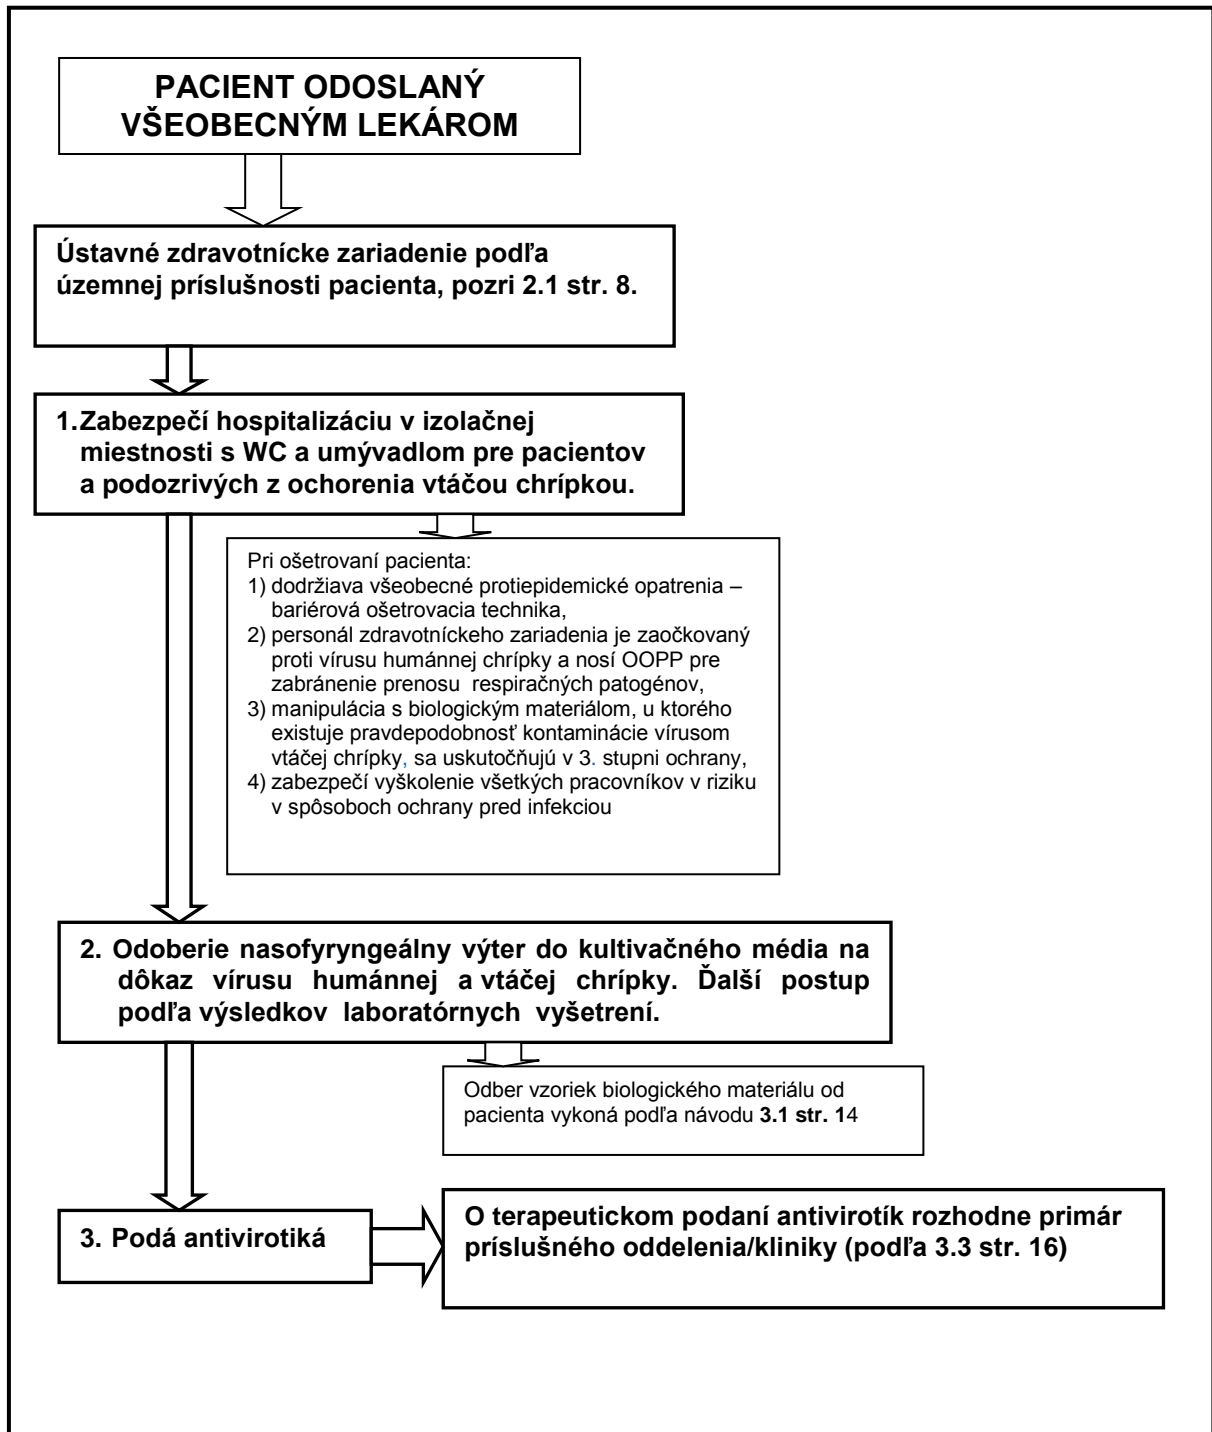 PACIENT ODOSLANÝ
VŠEOBECNÝM LEKÁROM
Ústavné zdravotnícke zariadenie podľa
územnej príslušnosti pacienta, pozri 2.1 str. 8.
1.Zabezpečí hospitalizáciu v izolačnej
miestnosti s WC a umývadlom pre pacientov
a podozrivých z ochorenia vtáčou chrípkou.
Pri ošetrovaní pacienta:
1) dodržiava všeobecné protiepidemické opatrenia –
bariérová ošetrovacia technika,
2) personál zdravotníckeho zariadenia je zaočkovaný
proti vírusu humánnej chrípky a nosí OOPP pre
zabránenie prenosu respiračných patogénov,
3) manipulácia s biologickým materiálom, u ktorého
existuje pravdepodobnosť kontaminácie vírusom
vtáčej chrípky, sa uskutočňujú v 3. stupni ochrany,
4) zabezpečí vyškolenie všetkých pracovníkov v riziku
v spôsoboch ochrany pred infekciou
2. Odoberie nasofyryngeálny výter do kultivačného média na
dôkaz vírusu humánnej a vtáčej chrípky. Ďalší postup
podľa výsledkov laboratórnych vyšetrení.
Odber vzoriek biologického materiálu od
pacienta vykoná podľa návodu 3.1 str. 14
3. Podá antivirotiká
O terapeutickom podaní antivirotík rozhodne primár
príslušného oddelenia/kliniky (podľa 3.3 str. 16)